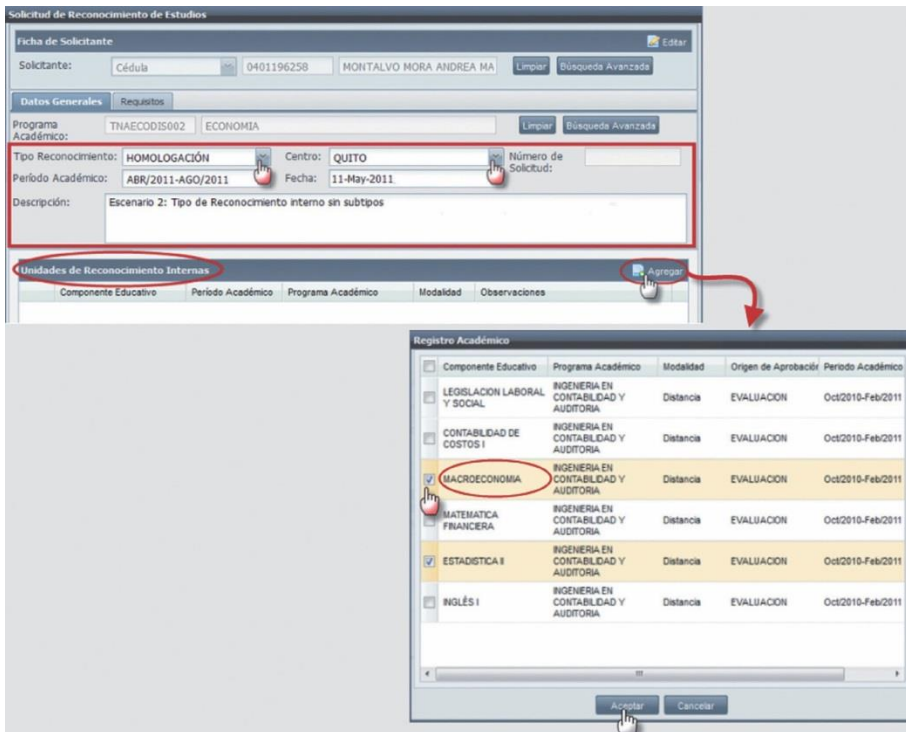 Solicitud de Reconocimiento de Estudios
Ficha de Solicitante Editar
Solicitante: Cédula 0401196258 MONTALVO MORA ANDREA MA Limpiar Búsqueda Avanzada
Datos Generales Requisitos
Programa Académico: TNAECODIS002 ECONOMIA Limpiar Búsqueda Avanzada
Tipo Reconocimiento: HOMOLOGACIÓN Centro: QUITO Número de Solicitud:
Período Académico: ABR/2011-AGO/2011 Fecha: 11-May-2011
Descripción: Escenario 2: Tipo de Reconocimiento interno sin subtipos
Unidades de Reconocimiento Internas Agregar
Componente Educativo Período Académico Programa Académico Modalidad Observaciones
Registro Académico
Componente Educativo Programa Académico Modalidad Origen de Aprobación Periodo Académico
LEGISLACION LABORAL Y SOCIAL INGENIERIA EN CONTABILIDAD Y AUDITORIA Distancia EVALUACION Oct/2010-Feb/2011
CONTABILIDAD DE COSTOS I INGENIERIA EN CONTABILIDAD Y AUDITORIA Distancia EVALUACION Oct/2010-Feb/2011
MACROECONOMIA INGENIERIA EN CONTABILIDAD Y AUDITORIA Distancia EVALUACION Oct/2010-Feb/2011
MATEMATICA FINANCIERA INGENIERIA EN CONTABILIDAD Y AUDITORIA Distancia EVALUACION Oct/2010-Feb/2011
ESTADISTICA II INGENIERIA EN CONTABILIDAD Y AUDITORIA Distancia EVALUACION Oct/2010-Feb/2011
INGLÉS I INGENIERIA EN CONTABILIDAD Y AUDITORIA Distancia EVALUACION Oct/2010-Feb/2011
Aceptar Cancelar